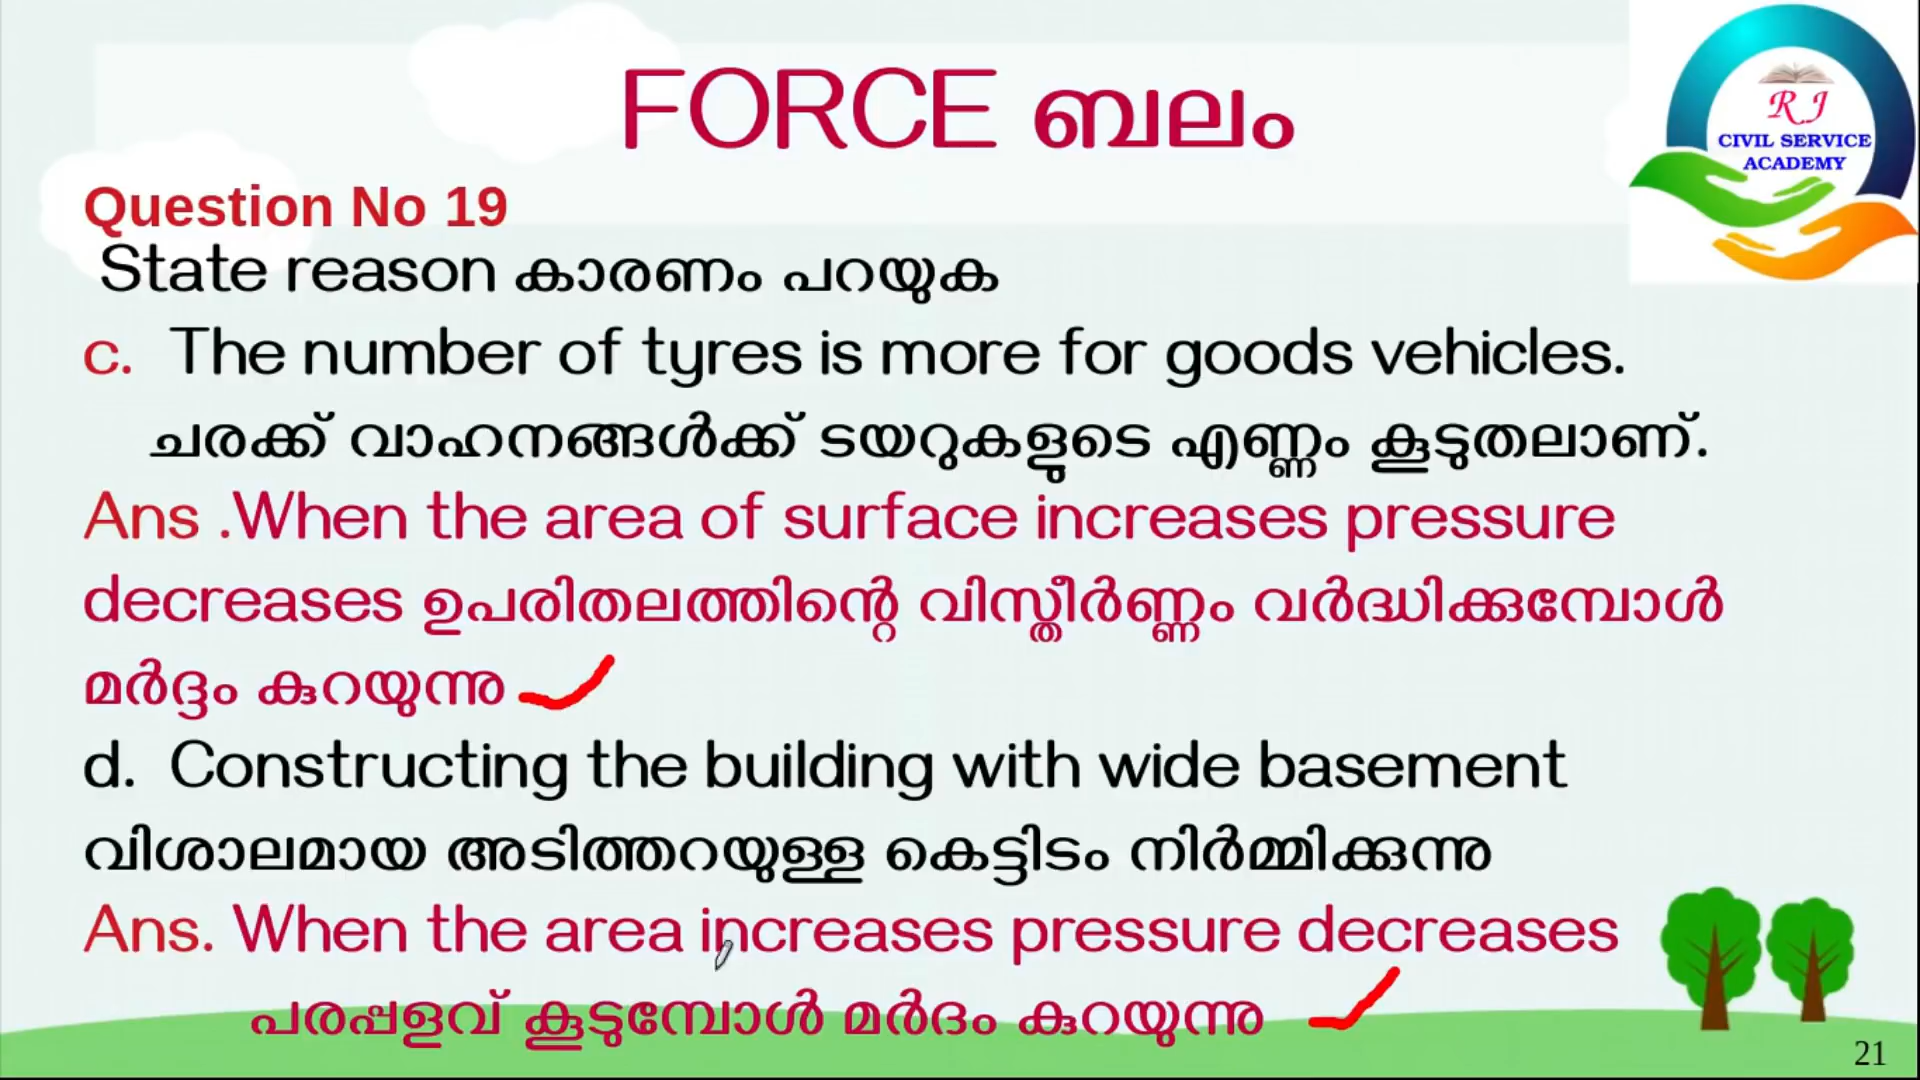 FORCE ബലം
RJ
CIVIL SERVICE
ACADEMY
Question No 19
State reason കാരണം പറയുക
c. The number of tyres is more for goods vehicles.
ചരക്ക് വാഹനങ്ങൾക്ക് ടയറുകളുടെ എണ്ണം കൂടുതലാണ്.
Ans .When the area of surface increases pressure
decreases ഉപരിതലത്തിന്റെ വിസ്തീർണ്ണം വർദ്ധിക്കുമ്പോൾ
മർദ്ദം കുറയുന്നു
d. Constructing the building with wide basement
വിശാലമായ അടിത്തറയുള്ള കെട്ടിടം നിർമ്മിക്കുന്നു
Ans. When the area increases pressure decreases
പരപ്പളവ് കൂടുമ്പോൾ മർദം കുറയുന്നു
21